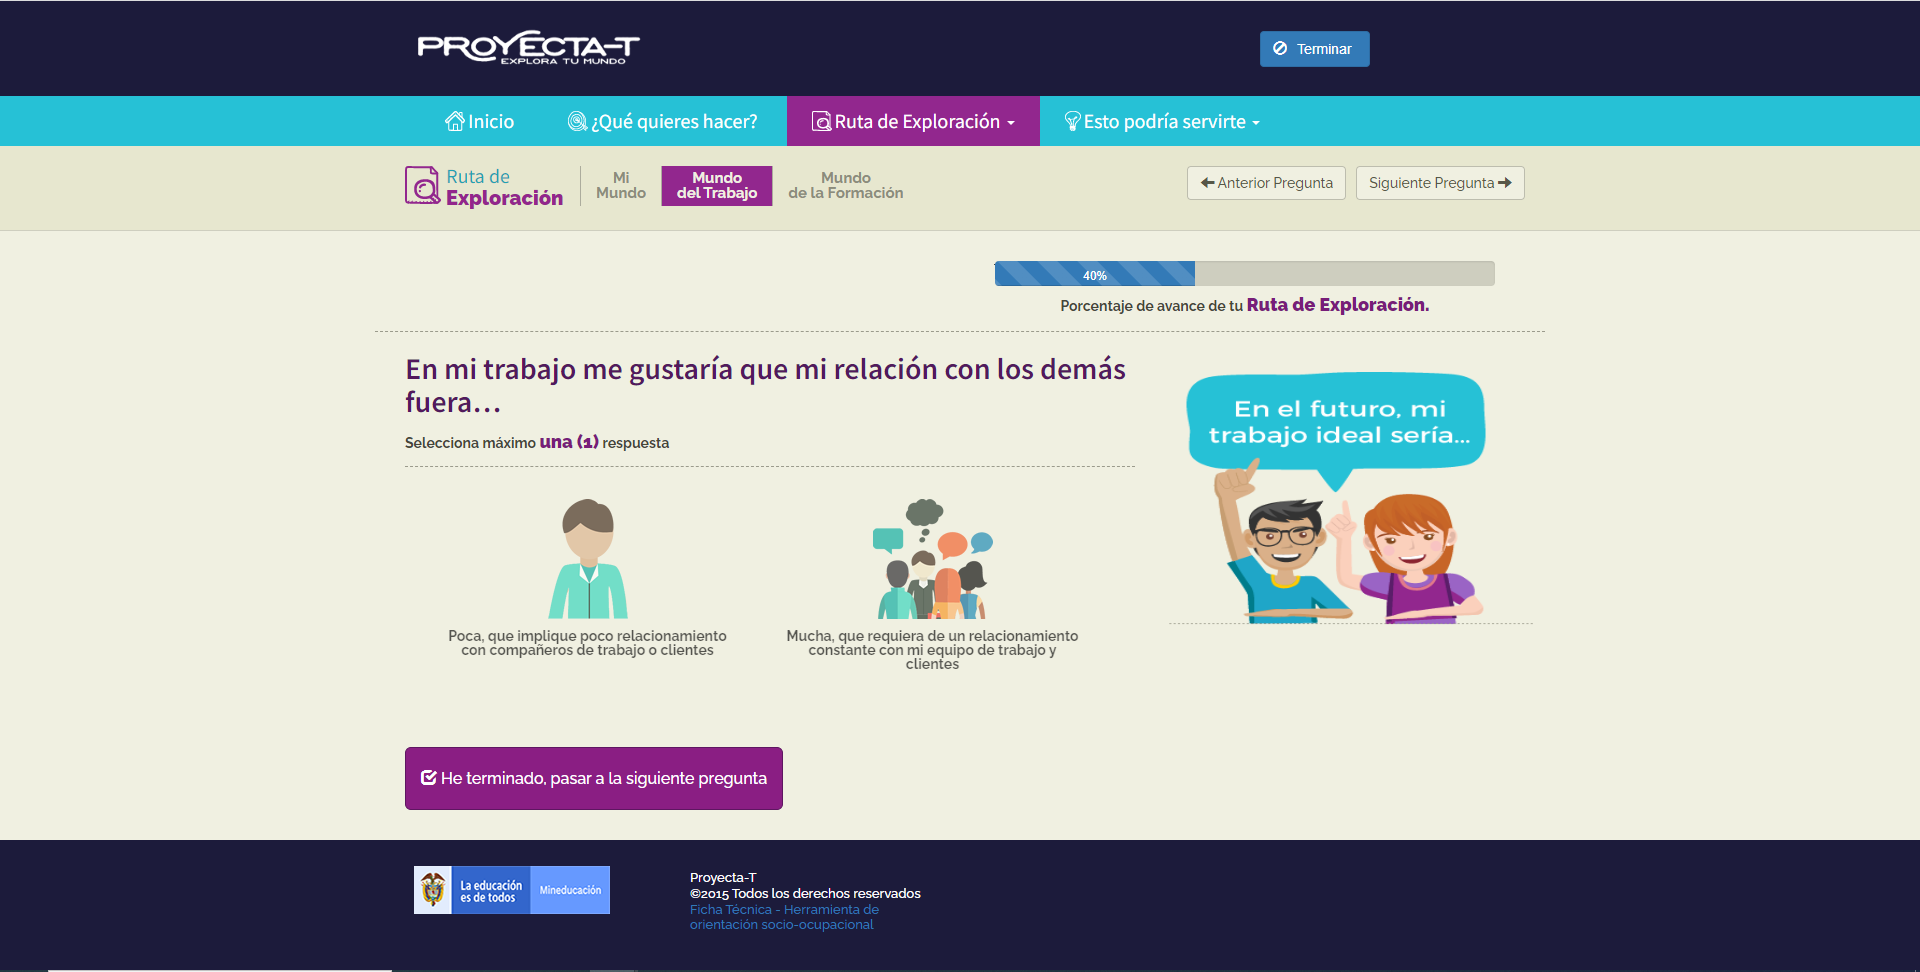 PROYECTA-T
EXPLORA TU MUNDO
Terminar
Inicio
¿Qué quieres hacer?
Ruta de Exploración
Esto podría servirte
Ruta de
Exploración
Mi
Mundo
Mundo
del Trabajo
Mundo
de la Formación
Anterior Pregunta
Siguiente Pregunta
40%
Porcentaje de avance de tu Ruta de Exploración.
En mi trabajo me gustaría que mi relación con los demás
fuera...
Selecciona máximo una (1) respuesta
En el futuro, mi
trabajo ideal sería...
Poca, que implique poco relacionamiento
con compañeros de trabajo o clientes
Mucha, que requiera de un relacionamiento
constante con mi equipo de trabajo y
clientes
He terminado, pasar a la siguiente pregunta
La educación
es de todos
Mineducación
Proyecta-T
©2015 Todos los derechos reservados
Ficha Técnica - Herramienta de
orientación socio-ocupacional